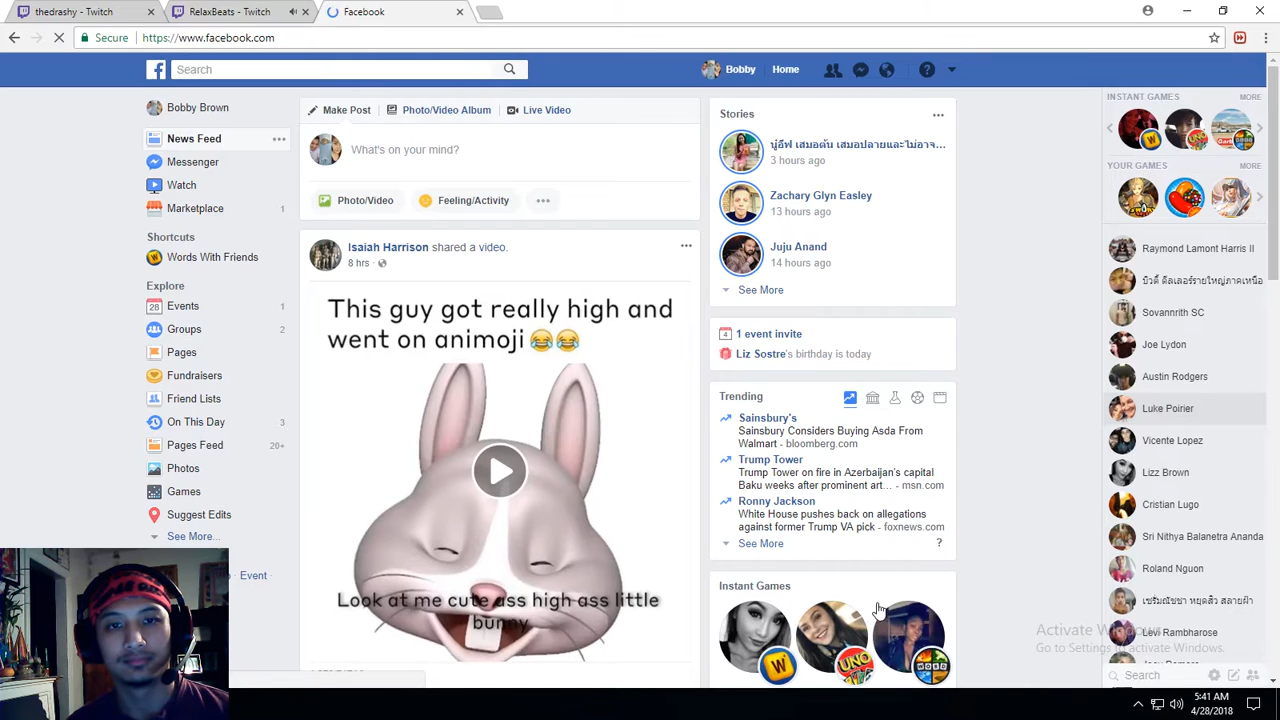 thedrashy - Twitch
RelaxBeats - Twitch
Facebook
Secure
https://www.facebook.com
Search
Bobby
Home
Bobby Brown
News Feed
Messenger
Watch
Marketplace
1
Shortcuts
Words With Friends
Explore
28
Events
1
Groups
2
Pages
Fundraisers
Friend Lists
On This Day
3
Pages Feed
20+
Photos
Games
Suggest Edits
See More...
Event
Make Post
Photo/Video Album
Live Video
What's on your mind?
Photo/Video
Feeling/Activity
Isaiah Harrison shared a video.
8 hrs
This guy got really high and
went on animoji 😂😂
Look at me cute ass high ass little
bunny
Stories
3 hours ago
Zachary Glyn Easley
13 hours ago
Juju Anand
14 hours ago
See More
4
1 event invite
Liz Sostre's birthday is today
Trending
Sainsbury's
Sainsbury Considers Buying Asda From
Walmart - bloomberg.com
Trump Tower
Trump Tower on fire in Azerbaijan's capital
Baku weeks after prominent art... - msn.com
Ronny Jackson
White House pushes back on allegations
against former Trump VA pick - foxnews.com
See More
?
Instant Games
W
UNO
WORD
INSTANT GAMES
MORE
YOUR GAMES
MORE
Raymond Lamont Harris II
Sovannrith SC
Joe Lydon
Austin Rodgers
Luke Poirier
Vicente Lopez
Lizz Brown
Cristian Lugo
Sri Nithya Balanetra Ananda
Roland Nguon
Levi Rambharose
Activate Windows
Go to Settings to activate Windows.
Search
5:41 AM
4/28/2018